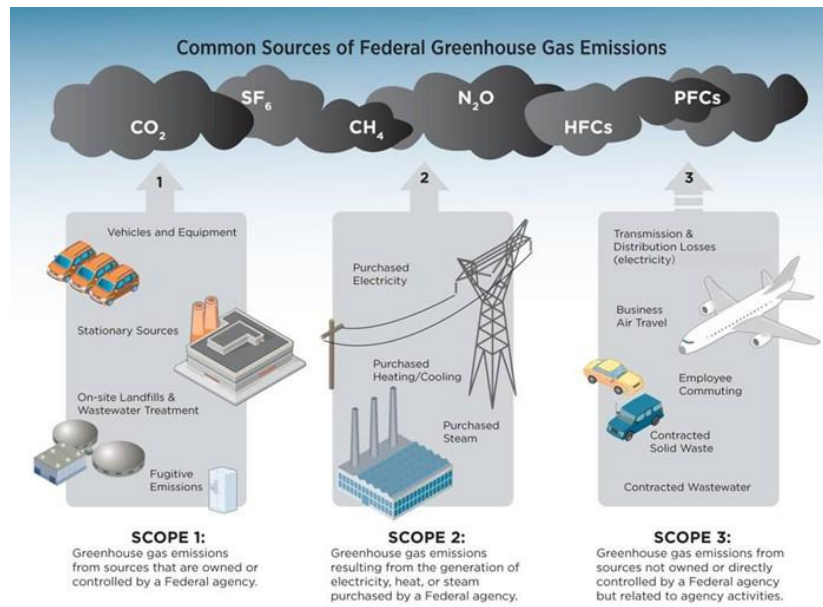 Common Sources of Federal Greenhouse Gas Emissions
CO₂
SF₆
CH₄
N₂O
HFCs
PFCs
1
Vehicles and Equipment
Stationary Sources
On-site Landfills &
Wastewater Treatment
Fugitive
Emissions
SCOPE 1:
Greenhouse gas emissions
from sources that are owned or
controlled by a Federal agency.
2
Purchased
Electricity
Purchased
Heating/Cooling
Purchased
Steam
SCOPE 2:
Greenhouse gas emissions
resulting from the generation of
electricity, heat, or steam
purchased by a Federal agency.
3
Transmission &
Distribution Losses
(electricity)
Business
Air Travel
Employee
Commuting
Contracted
Solid Waste
Contracted Wastewater
SCOPE 3:
Greenhouse gas emissions from
sources not owned or directly
controlled by a Federal agency
but related to agency activities.